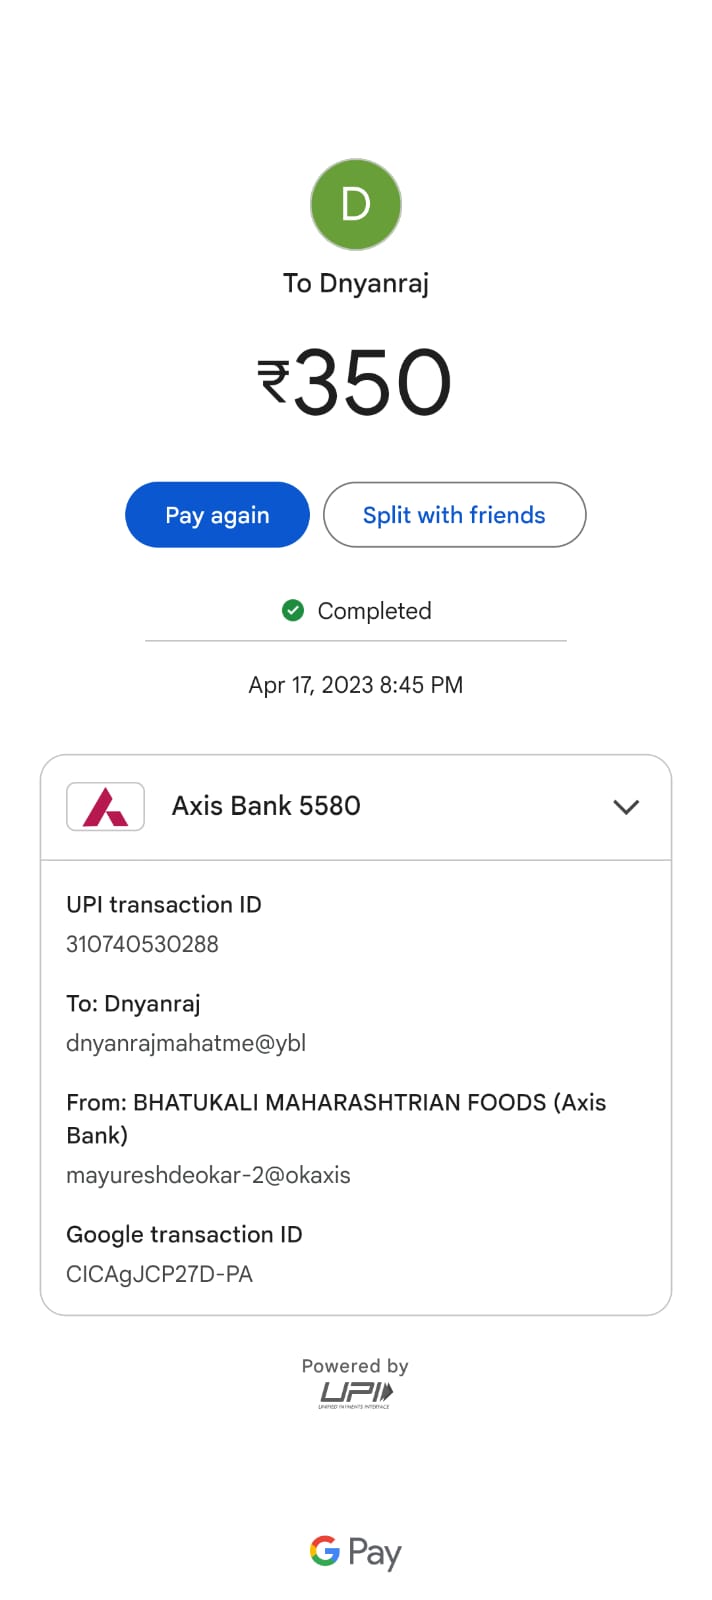 D
To Dnyanraj
₹350
Pay again
Split with friends
Completed
Apr 17, 2023 8:45 PM
Axis Bank 5580
UPI transaction ID
310740530288
To: Dnyanraj
dnyanrajmahatme@ybl
From: BHATUKALI MAHARASHTRIAN FOODS (Axis
Bank)
mayureshdeokar-2@okaxis
Google transaction ID
CICAgJCP27D-PA
Powered by
UPI
UNIFIED PAYMENTS INTERFACE
G Pay